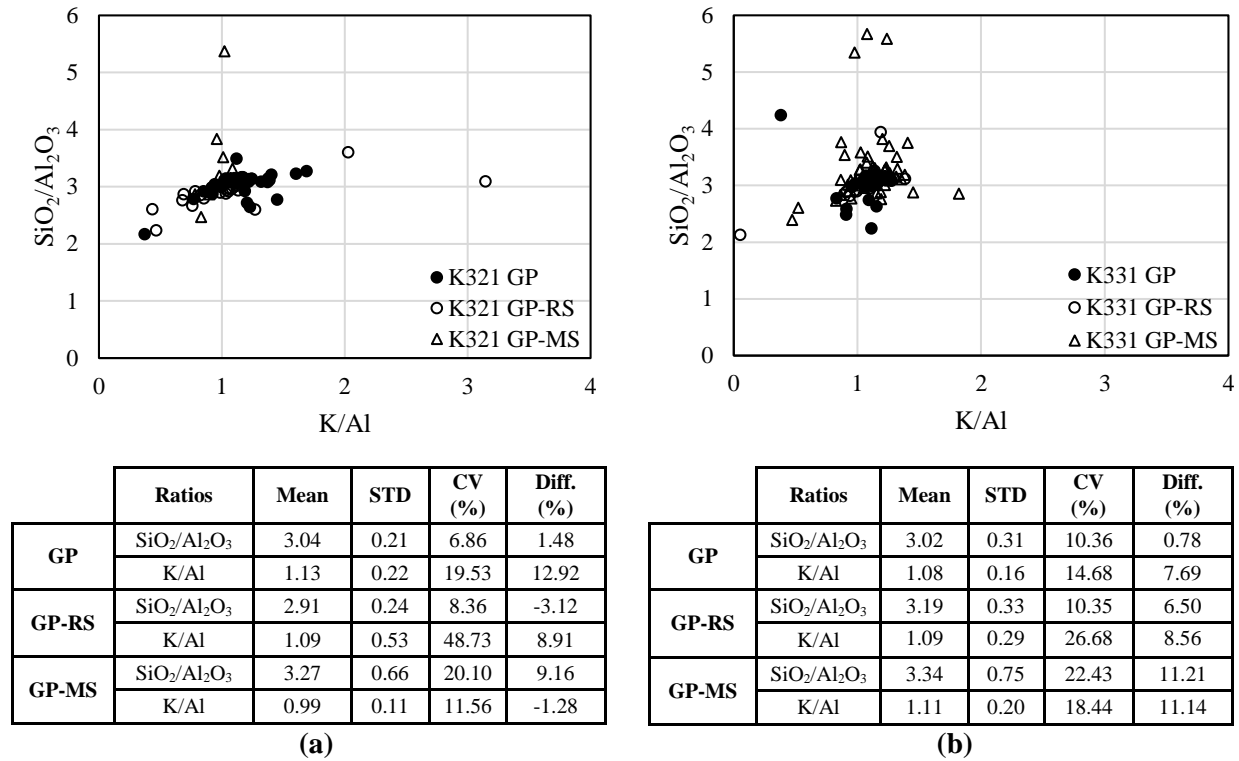 6
5
4
3
2
1
0
SiO2/Al2O3
0 1 2 3 4
K/Al
K321 GP
K321 GP-RS
K321 GP-MS
6
5
4
3
2
1
0
SiO2/Al2O3
0 1 2 3 4
K/Al
K331 GP
K331 GP-RS
K331 GP-MS
Ratios Mean STD CV (%) Diff. (%)
GP SiO2/Al2O3 3.04 0.21 6.86 1.48
K/Al 1.13 0.22 19.53 12.92
GP-RS SiO2/Al2O3 2.91 0.24 8.36 -3.12
K/Al 1.09 0.53 48.73 8.91
GP-MS SiO2/Al2O3 3.27 0.66 20.10 9.16
K/Al 0.99 0.11 11.56 -1.28
(a)
Ratios Mean STD CV (%) Diff. (%)
GP SiO2/Al2O3 3.02 0.31 10.36 0.78
K/Al 1.08 0.16 14.68 7.69
GP-RS SiO2/Al2O3 3.19 0.33 10.35 6.50
K/Al 1.09 0.29 26.68 8.56
GP-MS SiO2/Al2O3 3.34 0.75 22.43 11.21
K/Al 1.11 0.20 18.44 11.14
(b)